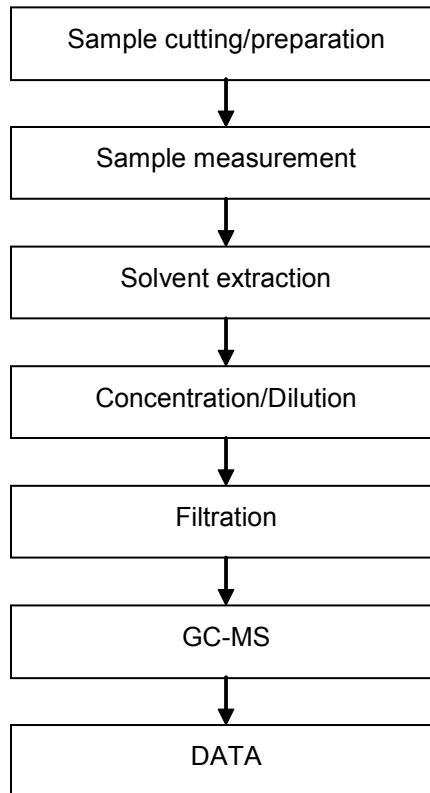 Sample cutting/preparation
Sample measurement
Solvent extraction
Concentration/Dilution
Filtration
GC-MS
DATA